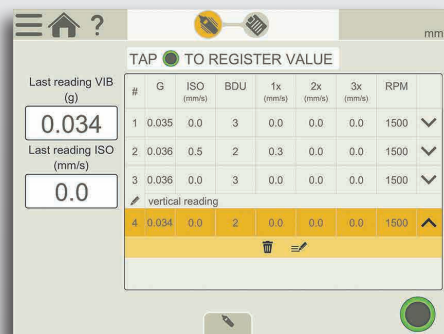 ?
mm
TAP TO REGISTER VALUE
Last reading VIB
(g)
0.034
Last reading ISO
(mm/s)
0.0
# G ISO (mm/s) BDU 1x (mm/s) 2x (mm/s) 3x (mm/s) RPM
1 0.035 0.0 3 0.0 0.0 0.0 1500
2 0.036 0.5 2 0.3 0.0 0.0 1500
3 0.036 0.0 3 0.0 0.0 0.0 1500
vertical reading
4 0.034 0.0 2 0.0 0.0 0.0 1500